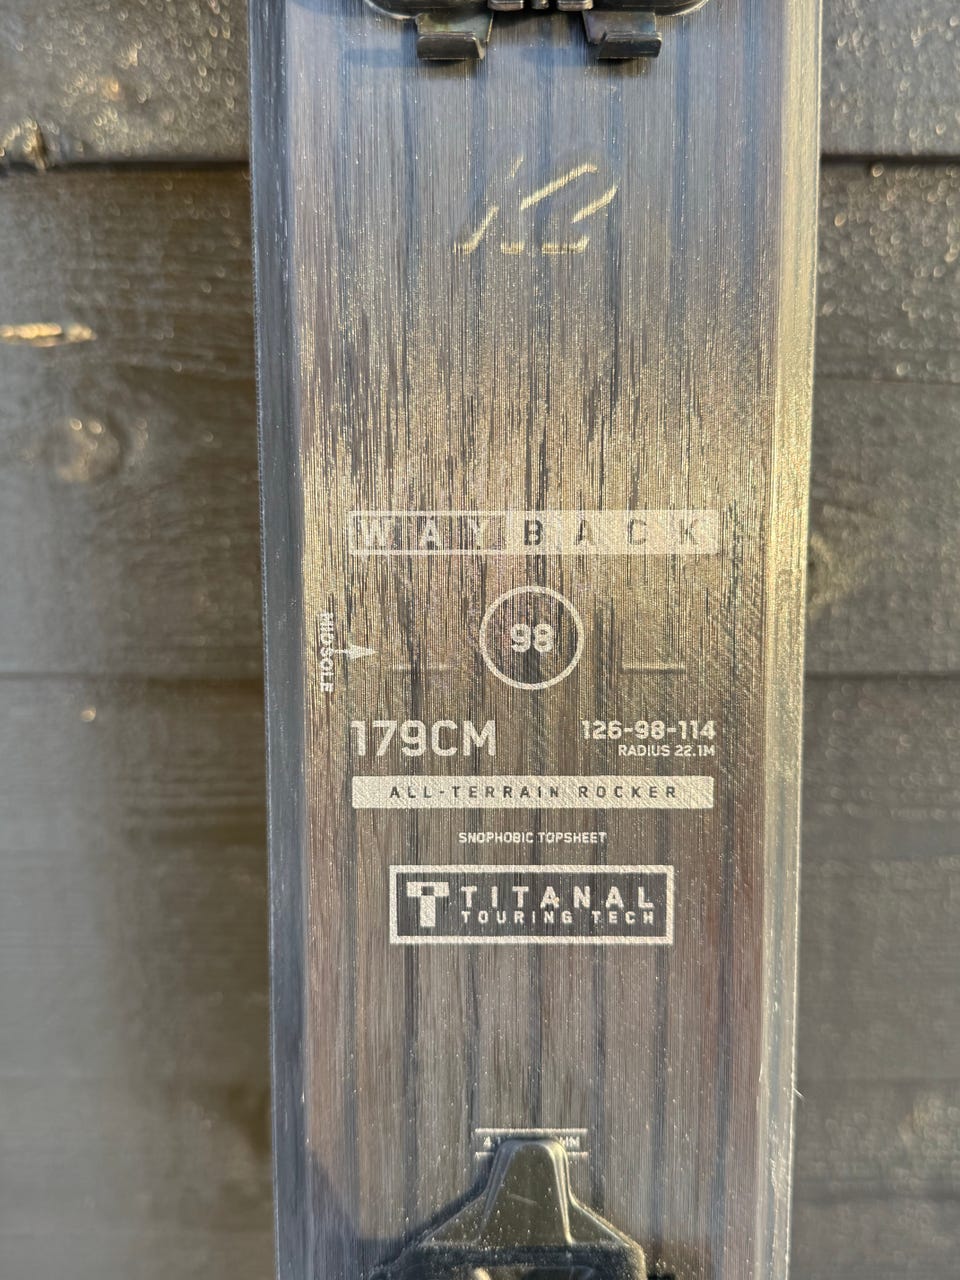 K2
WAYBACK
98
MIDSOLE
179CM
126-98-114
RADIUS 22.1M
ALL-TERRAIN ROCKER
SNOPHOBIC TOPSHEET
T TITANAL
TOURING TECH
MM